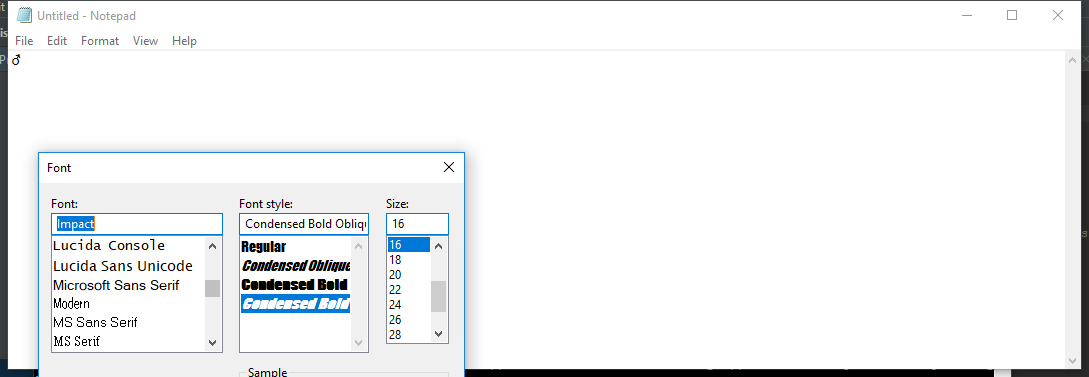 Untitled - Notepad
File Edit Format View Help
♂
Font
Font: Font style: Size:
Impact Condensed Bold Obliqu 16
Lucida Console
Lucida Sans Unicode
Microsoft Sans Serif
Modern
MS Sans Serif
MS Serif
Regular
Condensed Oblique
Condensed Bold
Condensed Bold
16
18
20
22
24
26
28
Sample